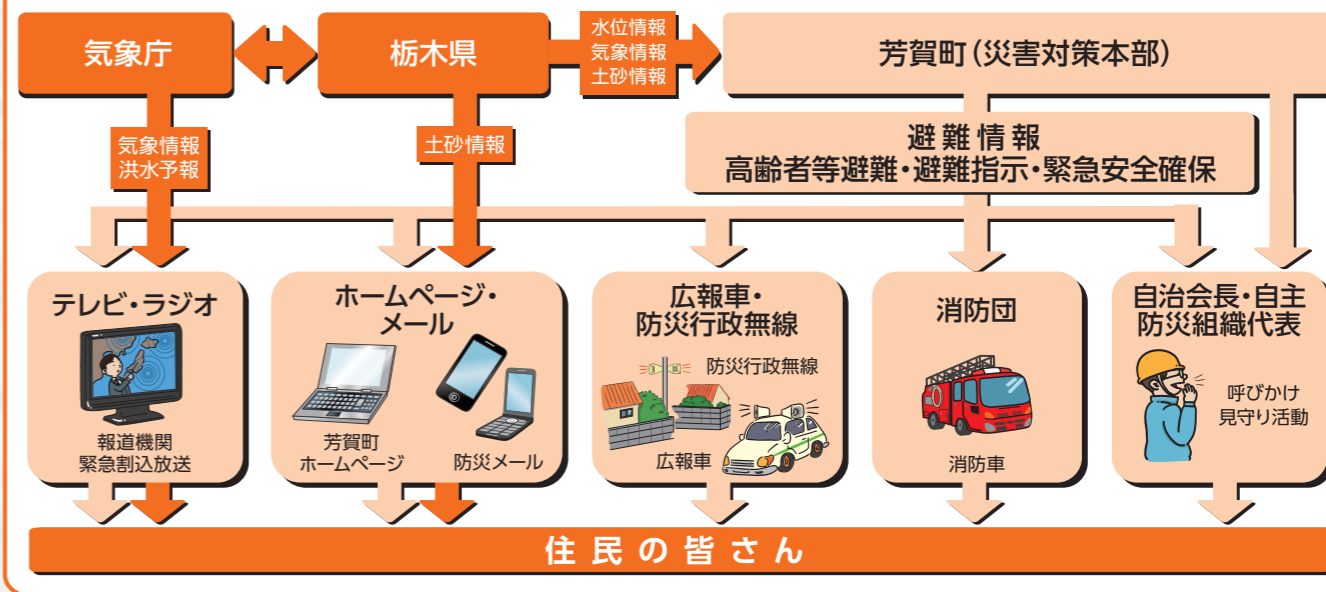 気象庁
栃木県
水位情報
気象情報
土砂情報
芳賀町(災害対策本部)
気象情報
洪水予報
土砂情報
避難情報
高齢者等避難・避難指示・緊急安全確保
テレビ・ラジオ
報道機関
緊急割込放送
ホームページ・
メール
芳賀町
ホームページ
防災メール
広報車・
防災行政無線
防災行政無線
広報車
消防団
消防車
自治会長・自主
防災組織代表
呼びかけ
見守り活動
住民の皆さん